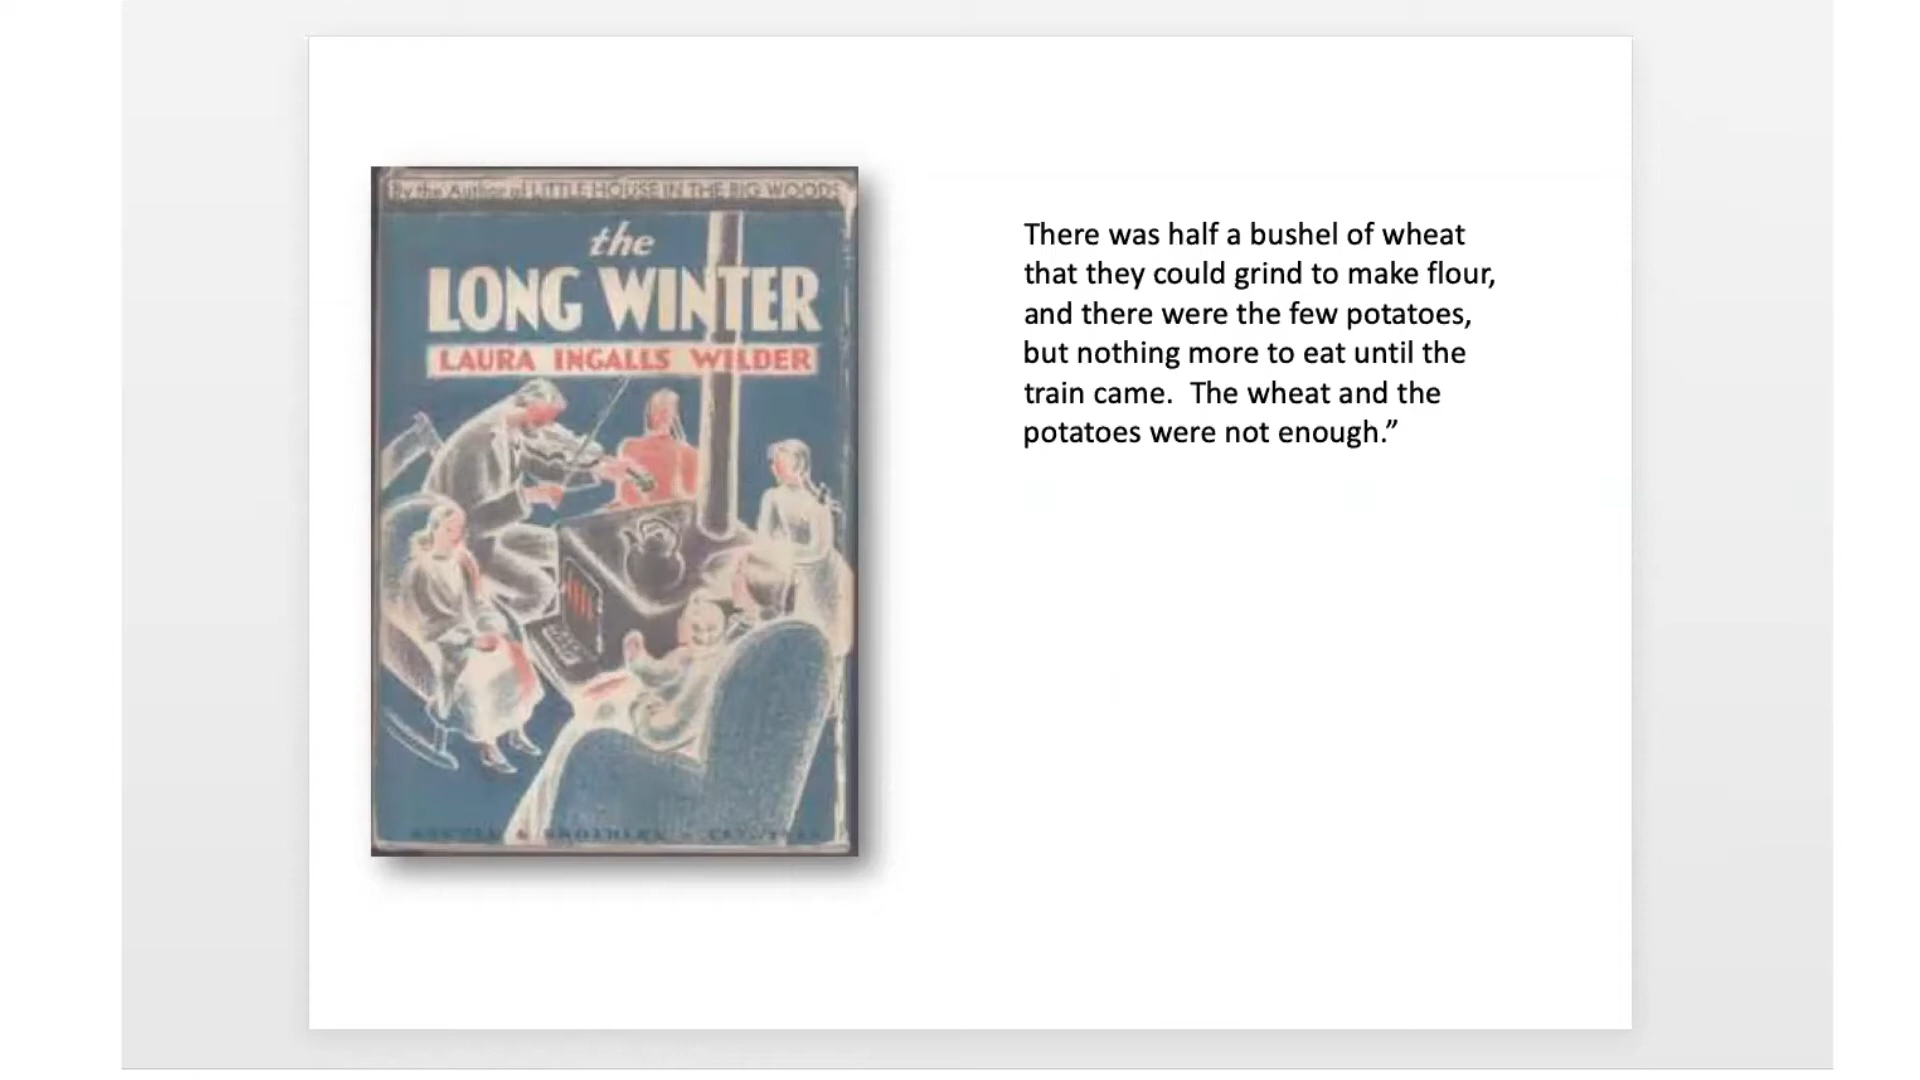 By the Author of LITTLE HOUSE IN THE BIG WOODS
the
LONG WINTER
LAURA INGALLS WILDER
There was half a bushel of wheat
that they could grind to make flour,
and there were the few potatoes,
but nothing more to eat until the
train came.  The wheat and the
potatoes were not enough.”